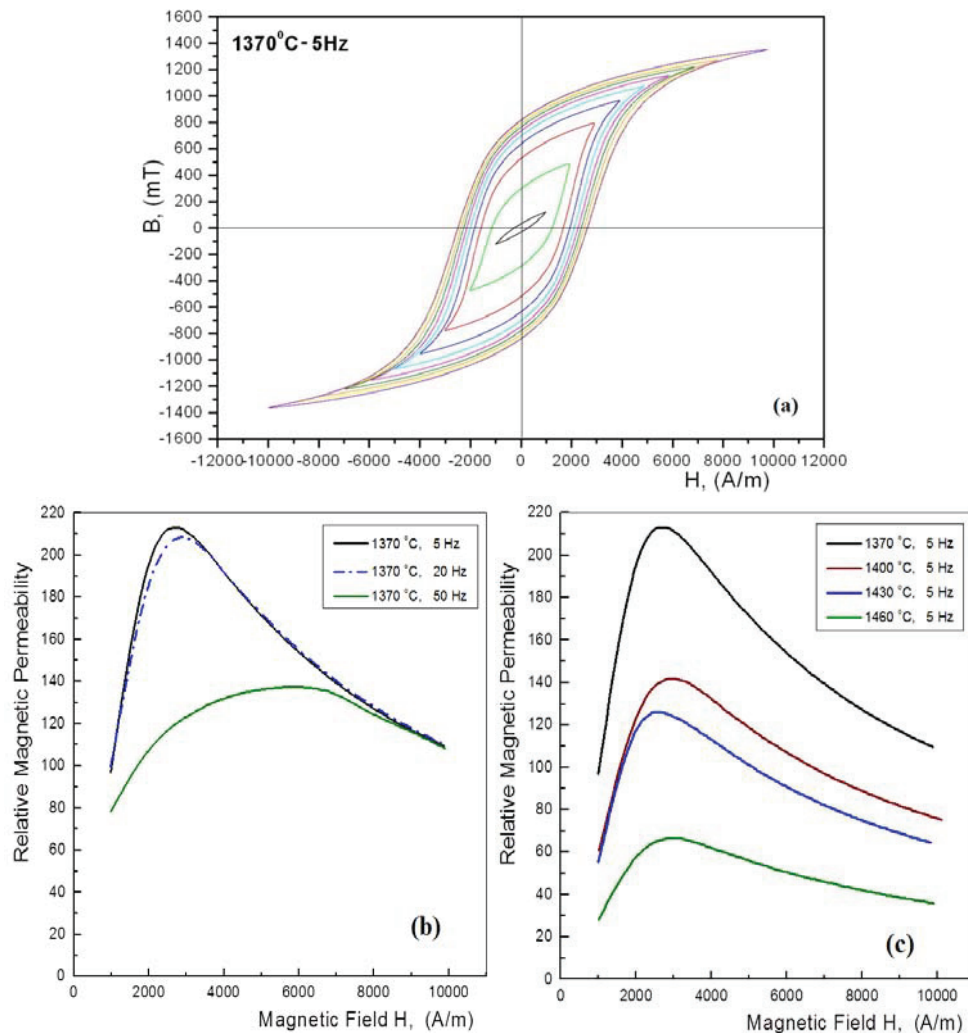 1370⁰C - 5Hz
B, (mT)
1600
1400
1200
1000
800
600
400
200
0
-200
-400
-600
-800
-1000
-1200
-1400
-1600
(a)
-12000 -10000 -8000 -6000 -4000 -2000 0 2000 4000 6000 8000 10000 12000
H, (A/m)
Relative Magnetic Permeability
220
200
180
160
140
120
100
80
60
40
20
0
1370 °C, 5 Hz
1370 °C, 20 Hz
1370 °C, 50 Hz
(b)
0 2000 4000 6000 8000 10000
Magnetic Field H, (A/m)
Relative Magnetic Permeability
220
200
180
160
140
120
100
80
60
40
20
0
1370 °C, 5 Hz
1400 °C, 5 Hz
1430 °C, 5 Hz
1460 °C, 5 Hz
(c)
0 2000 4000 6000 8000 10000
Magnetic Field H, (A/m)